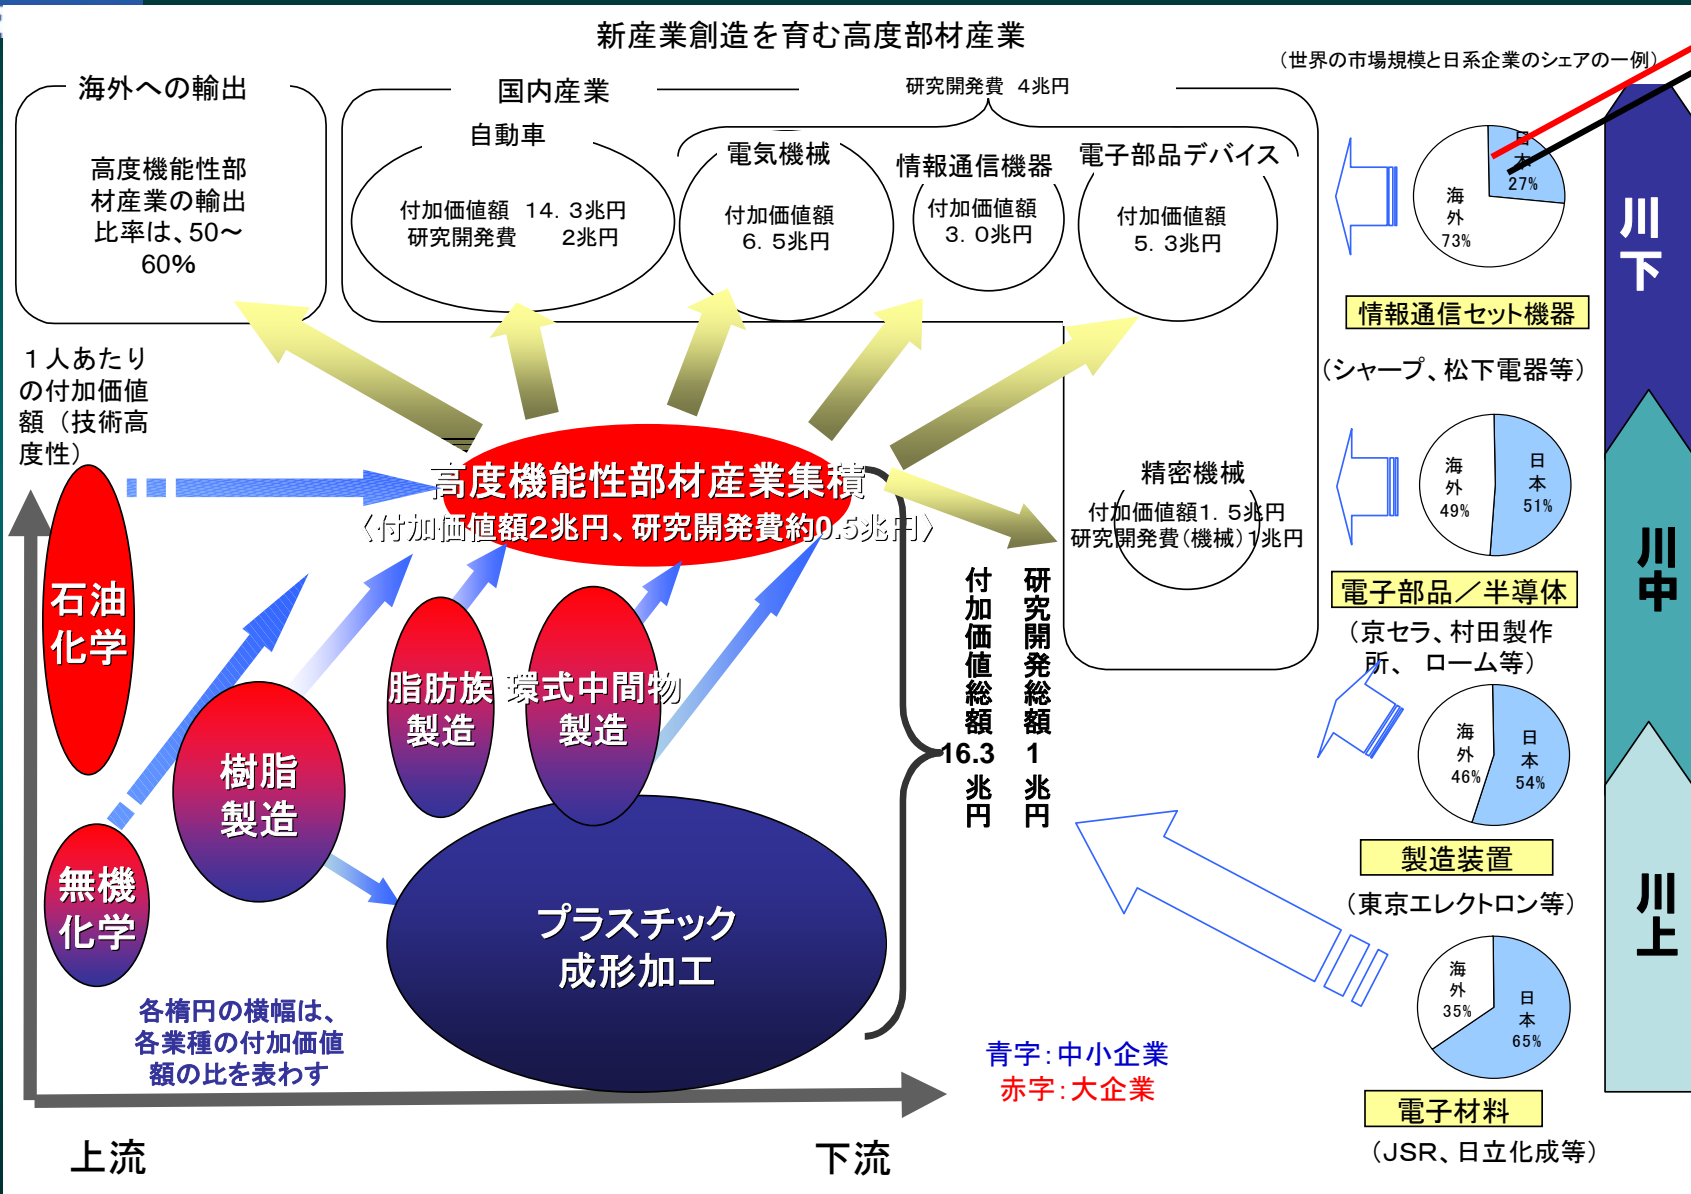 新産業創造を育む高度部材産業
(世界の市場規模と日系企業のシェアの一例)
海外への輸出
高度機能性部
材産業の輸出
比率は、50～
60%
国内産業
研究開発費 4兆円
自動車
付加価値額 14.3兆円
研究開発費 2兆円
電気機械
付加価値額
6.5兆円
情報通信機器
付加価値額
3.0兆円
電子部品デバイス
付加価値額
5.3兆円
精密機械
付加価値額1.5兆円
研究開発費(機械)1兆円
1人あたり
の付加価値
額(技術高
度性)
高度機能性部材産業集積
〈付加価値額2兆円、研究開発費約0.5兆円〉
石油
化学
無機
化学
樹脂
製造
脂肪族
製造
環式中間物
製造
プラスチック
成形加工
各楕円の横幅は、
各業種の付加価値
額の比を表わす
上流
下流
付加価値総額16.3兆円
研究開発総額1兆円
青字：中小企業
赤字：大企業
日本
27%
海外
73%
情報通信セット機器
(シャープ、松下電器等)
日本
51%
海外
49%
電子部品／半導体
(京セラ、村田製作
所、 ローム等)
日本
54%
海外
46%
製造装置
(東京エレクトロン等)
日本
65%
海外
35%
電子材料
(JSR、日立化成等)
川下
川中
川上